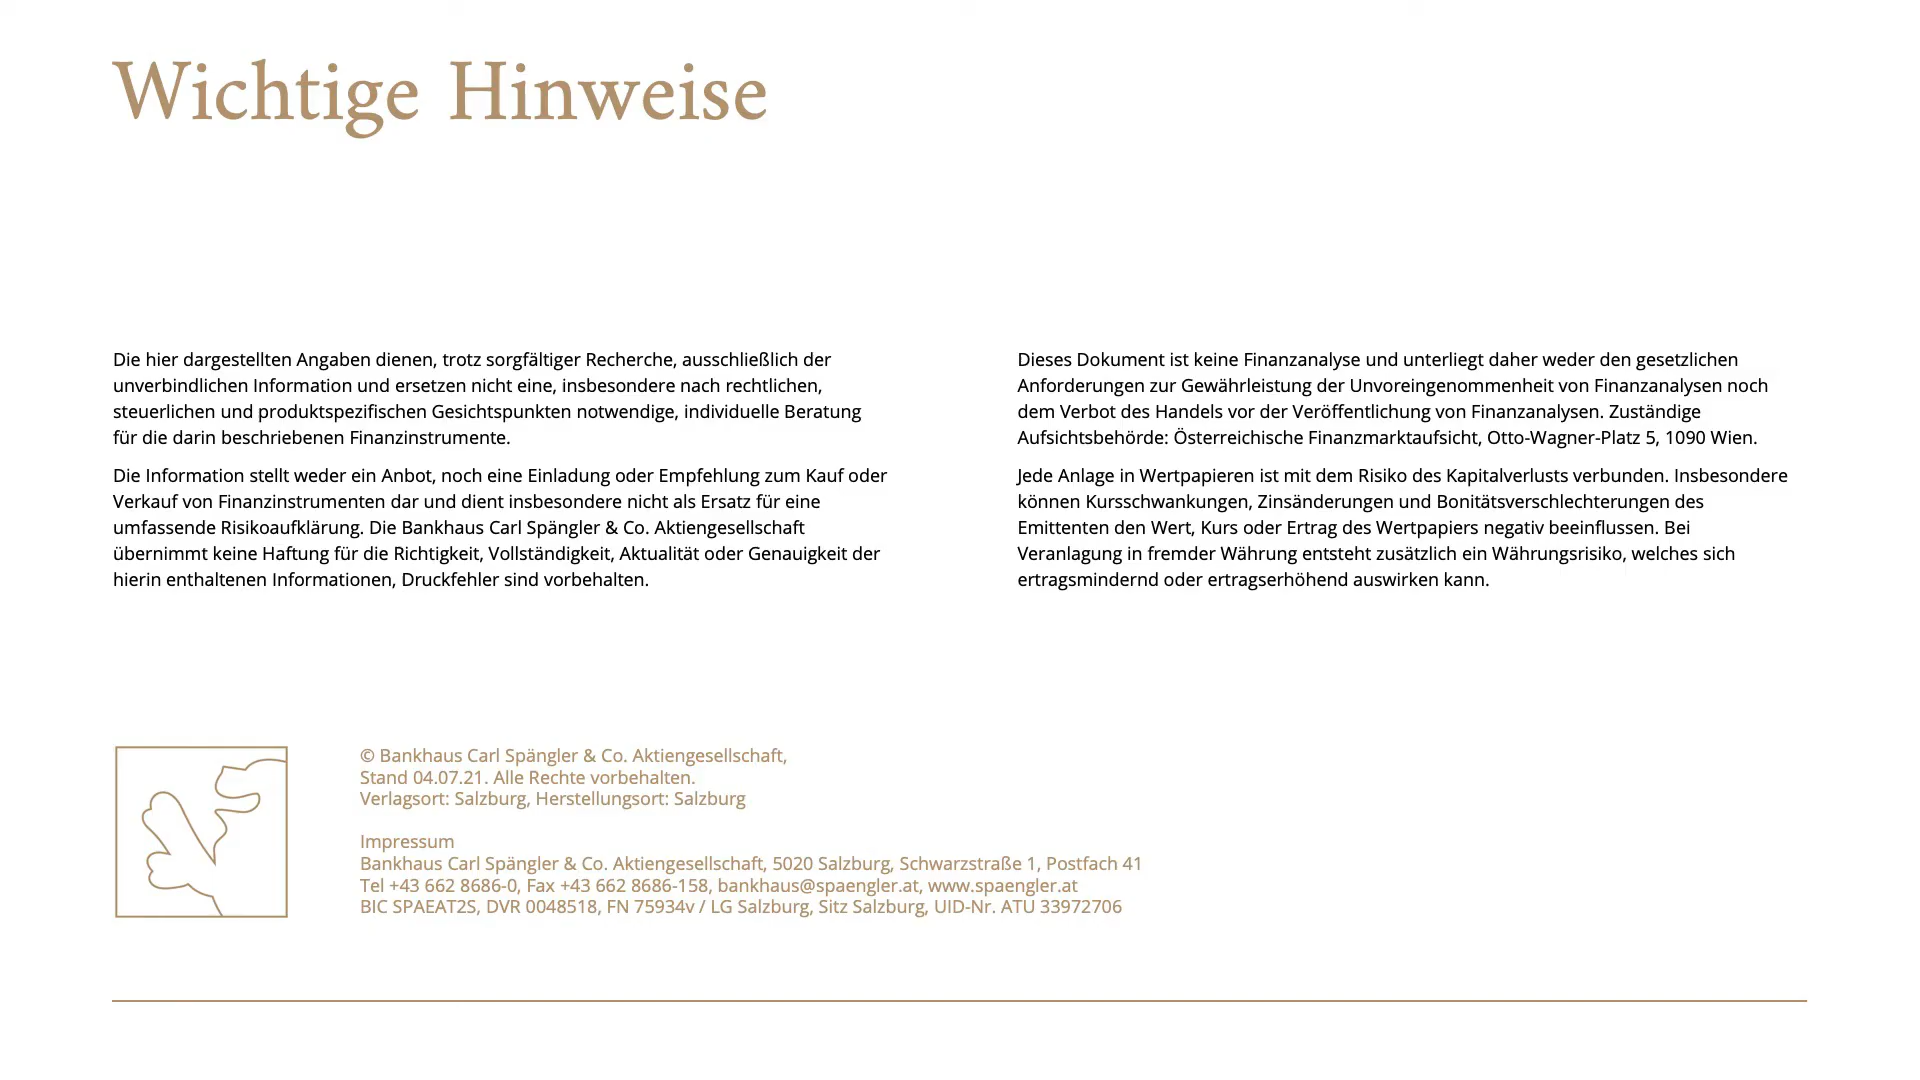 Wichtige Hinweise
Die hier dargestellten Angaben dienen, trotz sorgfältiger Recherche, ausschließlich der
unverbindlichen Information und ersetzen nicht eine, insbesondere nach rechtlichen,
steuerlichen und produktspezifischen Gesichtspunkten notwendige, individuelle Beratung
für die darin beschriebenen Finanzinstrumente.
Die Information stellt weder ein Anbot, noch eine Einladung oder Empfehlung zum Kauf oder
Verkauf von Finanzinstrumenten dar und dient insbesondere nicht als Ersatz für eine
umfassende Risikoaufklärung. Die Bankhaus Carl Spängler & Co. Aktiengesellschaft
übernimmt keine Haftung für die Richtigkeit, Vollständigkeit, Aktualität oder Genauigkeit der
hierin enthaltenen Informationen, Druckfehler sind vorbehalten.
Dieses Dokument ist keine Finanzanalyse und unterliegt daher weder den gesetzlichen
Anforderungen zur Gewährleistung der Unvoreingenommenheit von Finanzanalysen noch
dem Verbot des Handels vor der Veröffentlichung von Finanzanalysen. Zuständige
Aufsichtsbehörde: Österreichische Finanzmarktaufsicht, Otto-Wagner-Platz 5, 1090 Wien.
Jede Anlage in Wertpapieren ist mit dem Risiko des Kapitalverlusts verbunden. Insbesondere
können Kursschwankungen, Zinsänderungen und Bonitätsverschlechterungen des
Emittenten den Wert, Kurs oder Ertrag des Wertpapiers negativ beeinflussen. Bei
Veranlagung in fremder Währung entsteht zusätzlich ein Währungsrisiko, welches sich
ertragsmindernd oder ertragserhöhend auswirken kann.
© Bankhaus Carl Spängler & Co. Aktiengesellschaft,
Stand 04.07.21. Alle Rechte vorbehalten.
Verlagsort: Salzburg, Herstellungsort: Salzburg
Impressum
Bankhaus Carl Spängler & Co. Aktiengesellschaft, 5020 Salzburg, Schwarzstraße 1, Postfach 41
Tel +43 662 8686-0, Fax +43 662 8686-158, bankhaus@spaengler.at, www.spaengler.at
BIC SPAEAT2S, DVR 0048518, FN 75934v / LG Salzburg, Sitz Salzburg, UID-Nr. ATU 33972706